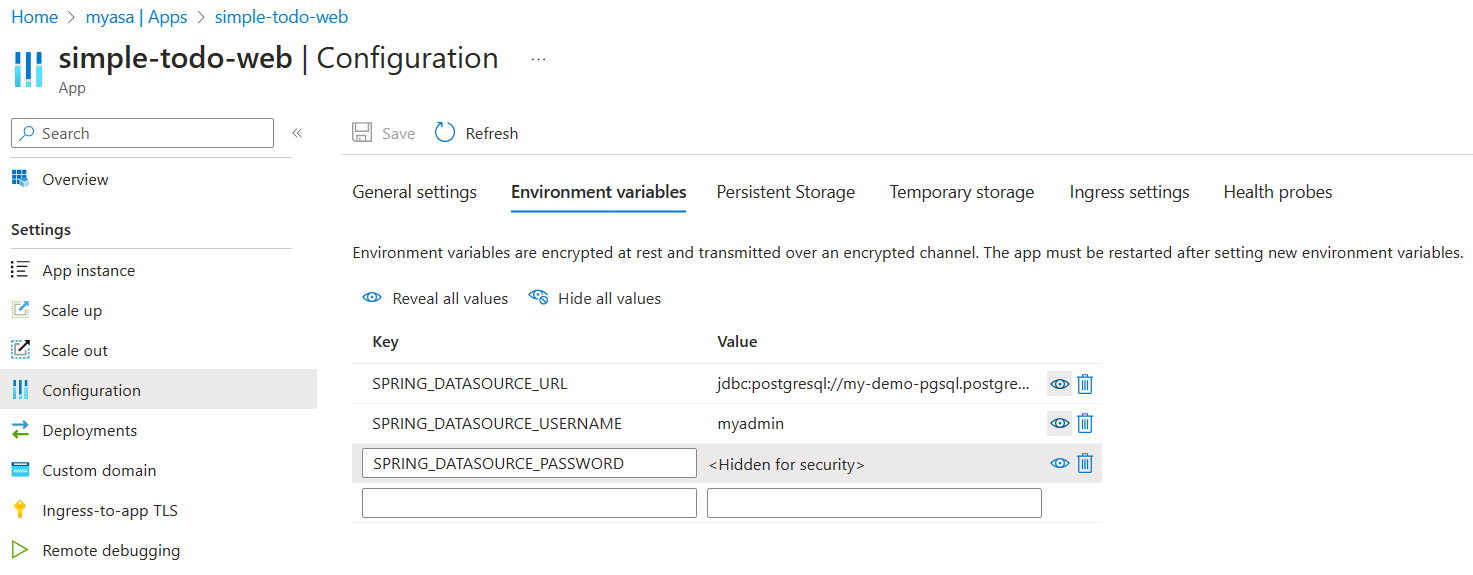 Home > myasa | Apps > simple-todo-web
simple-todo-web | Configuration ...
App
Search «
Overview
Settings
App instance
Scale up
Scale out
Configuration
Deployments
Custom domain
Ingress-to-app TLS
Remote debugging
Save Refresh
General settings Environment variables Persistent Storage Temporary storage Ingress settings Health probes
Environment variables are encrypted at rest and transmitted over an encrypted channel. The app must be restarted after setting new environment variables.
Reveal all values Hide all values
Key Value
SPRING_DATASOURCE_URL jdbc:postgresql://my-demo-pgsql.postgre...
SPRING_DATASOURCE_USERNAME myadmin
SPRING_DATASOURCE_PASSWORD <Hidden for security>